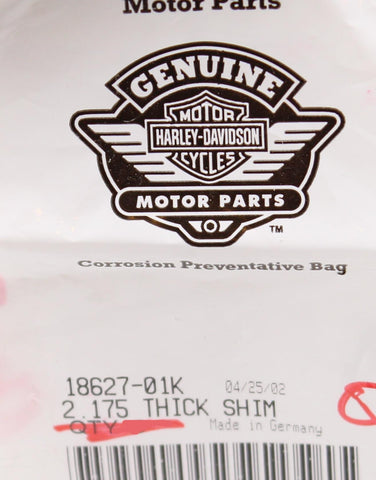 Motor Parts
GENUINE
MOTOR
HARLEY-DAVIDSON
CYCLES
MOTOR PARTS
TM
Corrosion Preventative Bag
18627-01K 04/25/02
2.175 THICK SHIM
QTY Made in Germany